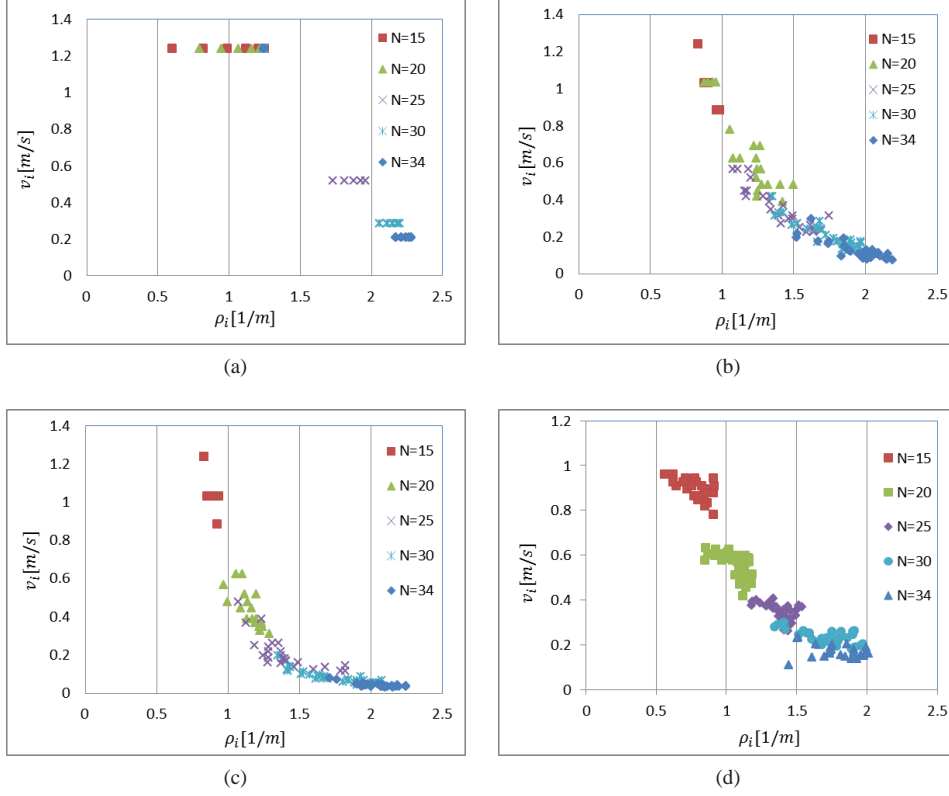 1.4
1.2
1
0.8
0.6
0.4
0.2
0
v_i[m/s]
0 0.5 1 1.5 2 2.5
ρ_i[1/m]
N=15
N=20
N=25
N=30
N=34
(a)
1.4
1.2
1
0.8
0.6
0.4
0.2
0
v_i[m/s]
0 0.5 1 1.5 2 2.5
ρ_i[1/m]
N=15
N=20
N=25
N=30
N=34
(b)
1.4
1.2
1
0.8
0.6
0.4
0.2
0
v_i[m/s]
0 0.5 1 1.5 2 2.5
ρ_i[1/m]
N=15
N=20
N=25
N=30
N=34
(c)
1.2
1
0.8
0.6
0.4
0.2
0
v_i[m/s]
0 0.5 1 1.5 2 2.5
ρ_i[1/m]
N=15
N=20
N=25
N=30
N=34
(d)